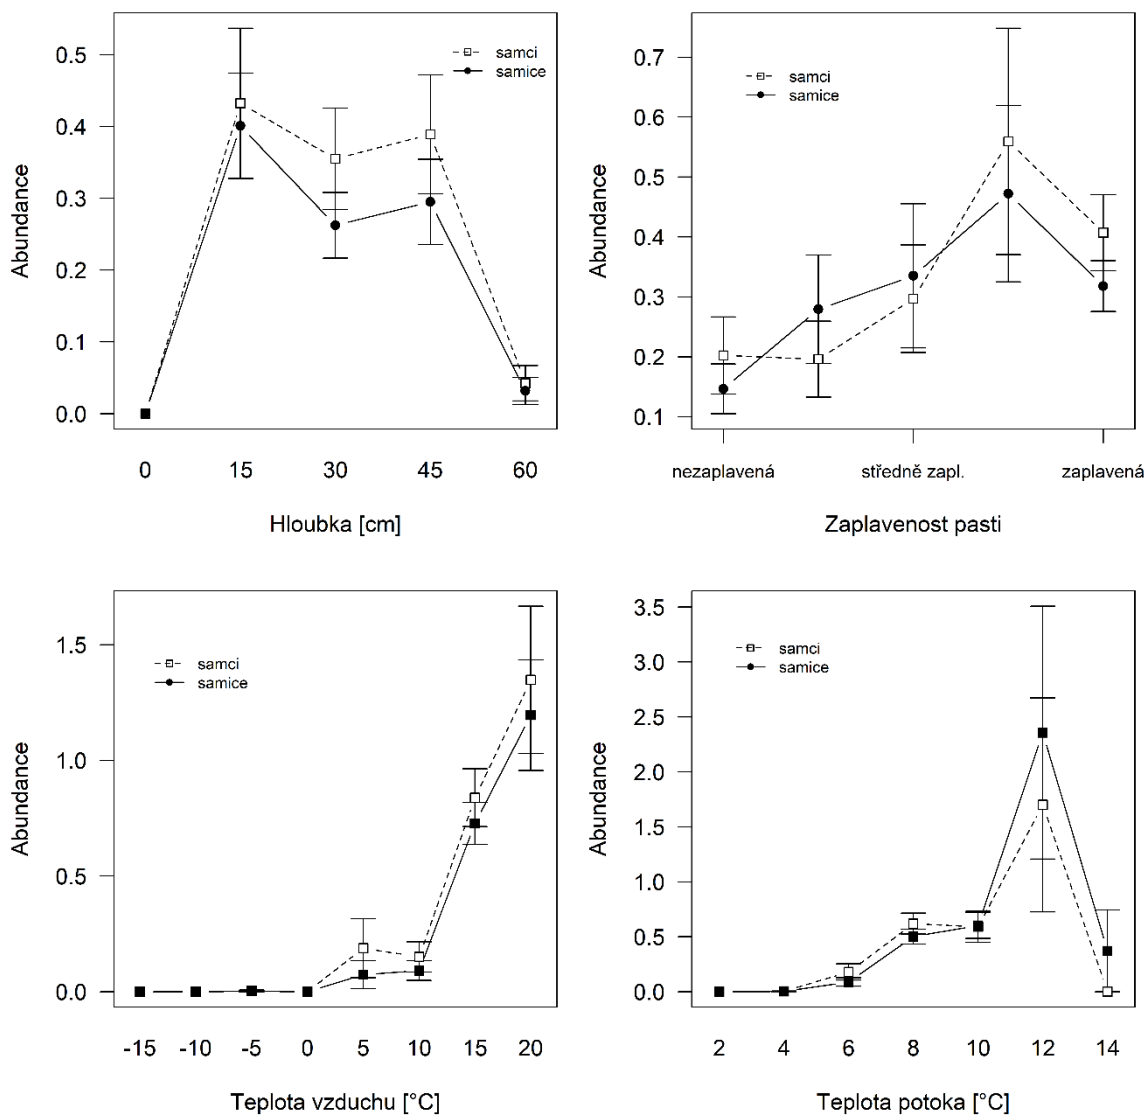 samci
samice
0.5
0.4
0.3
0.2
0.1
0.0
Abundance
0 15 30 45 60
Hloubka [cm]
samci
samice
0.7
0.6
0.5
0.4
0.3
0.2
0.1
Abundance
nezaplavená středně zapl. zaplavená
Zaplavenost pasti
samci
samice
1.5
1.0
0.5
0.0
Abundance
-15 -10 -5 0 5 10 15 20
Teplota vzduchu [°C]
samci
samice
3.5
3.0
2.5
2.0
1.5
1.0
0.5
0.0
Abundance
2 4 6 8 10 12 14
Teplota potoka [°C]